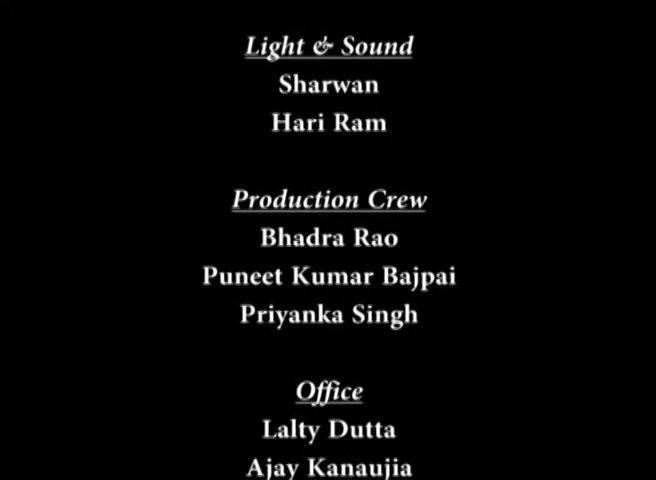 Light & Sound
Sharwan
Hari Ram
Production Crew
Bhadra Rao
Puneet Kumar Bajpai
Priyanka Singh
Office
Lalty Dutta
Ajay Kanaujia